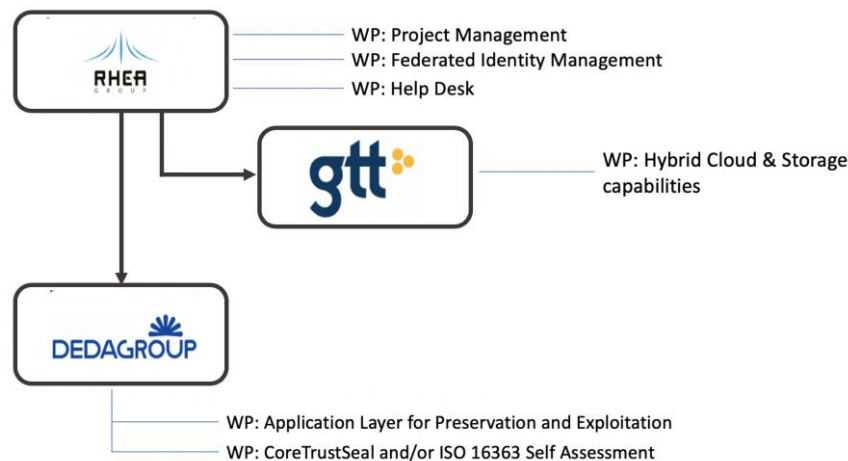 WP: Project Management
WP: Federated Identity Management
RHEA
GROUP
WP: Help Desk
gtt
WP: Hybrid Cloud & Storage
capabilities
DEDAGROUP
WP: Application Layer for Preservation and Exploitation
WP: CoreTrustSeal and/or ISO 16363 Self Assessment